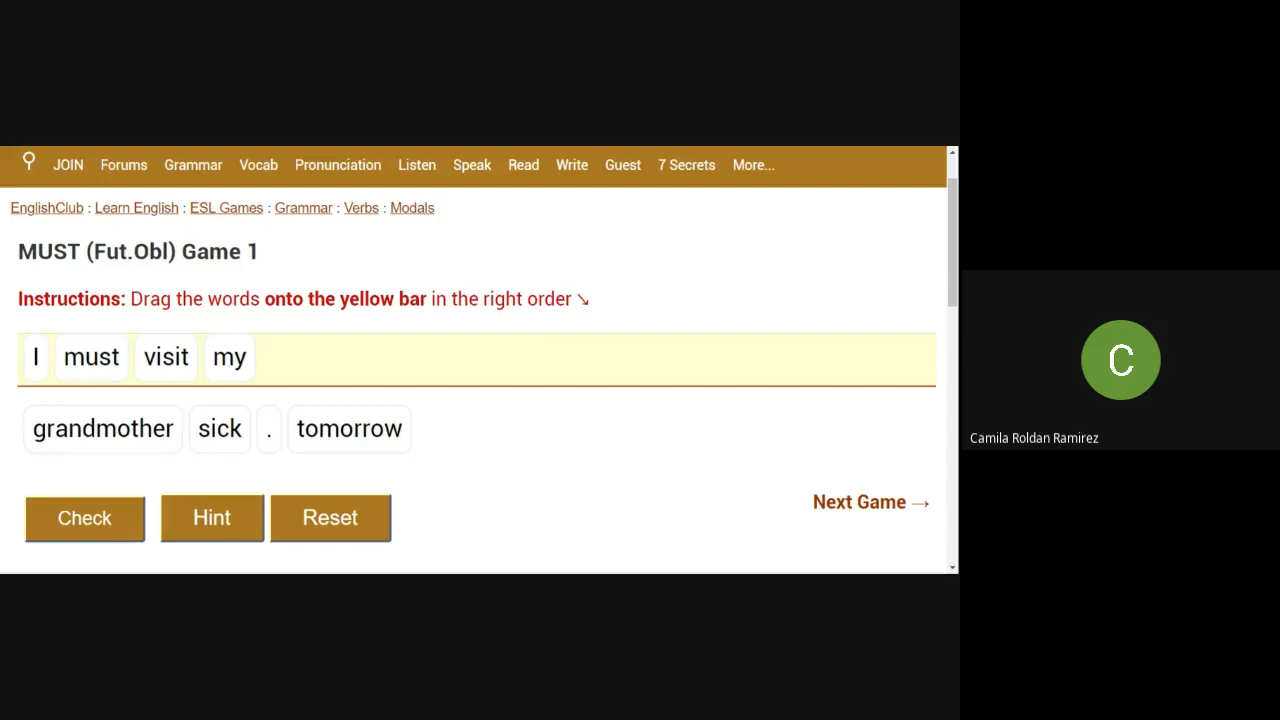 JOIN Forums Grammar Vocab Pronunciation Listen Speak Read Write Guest 7 Secrets More...
EnglishClub : Learn English : ESL Games : Grammar : Verbs : Modals
MUST (Fut.Obl) Game 1
Instructions: Drag the words onto the yellow bar in the right order ↘
I must visit my
grandmother sick . tomorrow
Check Hint Reset
Next Game →
C
Camila Roldan Ramirez